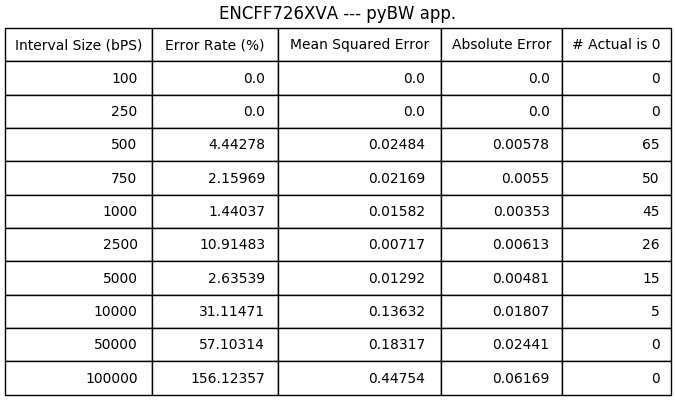 ENCFF726XVA --- pyBW app.
Interval Size (bPS) Error Rate (%) Mean Squared Error Absolute Error # Actual is 0
100 0.0 0.0 0.0 0
250 0.0 0.0 0.0 0
500 4.44278 0.02484 0.00578 65
750 2.15969 0.02169 0.0055 50
1000 1.44037 0.01582 0.00353 45
2500 10.91483 0.00717 0.00613 26
5000 2.63539 0.01292 0.00481 15
10000 31.11471 0.13632 0.01807 5
50000 57.10314 0.18317 0.02441 0
100000 156.12357 0.44754 0.06169 0